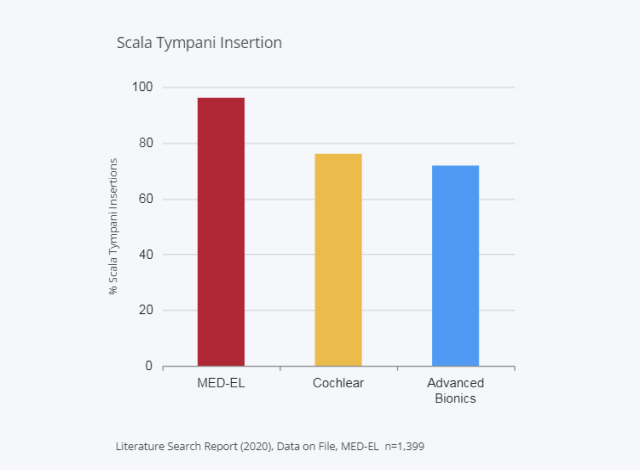 Scala Tympani Insertion
% Scala Tympani Insertions
100
80
60
40
20
0
MED-EL
Cochlear
Advanced
Bionics
Literature Search Report (2020), Data on File, MED-EL  n=1,399